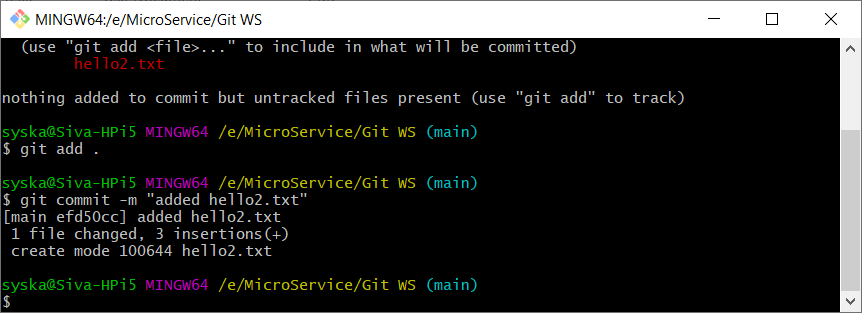 MINGW64:/e/MicroService/Git WS
(use "git add <file>..." to include in what will be committed)
hello2.txt
nothing added to commit but untracked files present (use "git add" to track)
syska@Siva-HPi5 MINGW64 /e/MicroService/Git WS (main)
$ git add .
syska@Siva-HPi5 MINGW64 /e/MicroService/Git WS (main)
$ git commit -m "added hello2.txt"
[main efd50cc] added hello2.txt
1 file changed, 3 insertions(+)
create mode 100644 hello2.txt
syska@Siva-HPi5 MINGW64 /e/MicroService/Git WS (main)
$